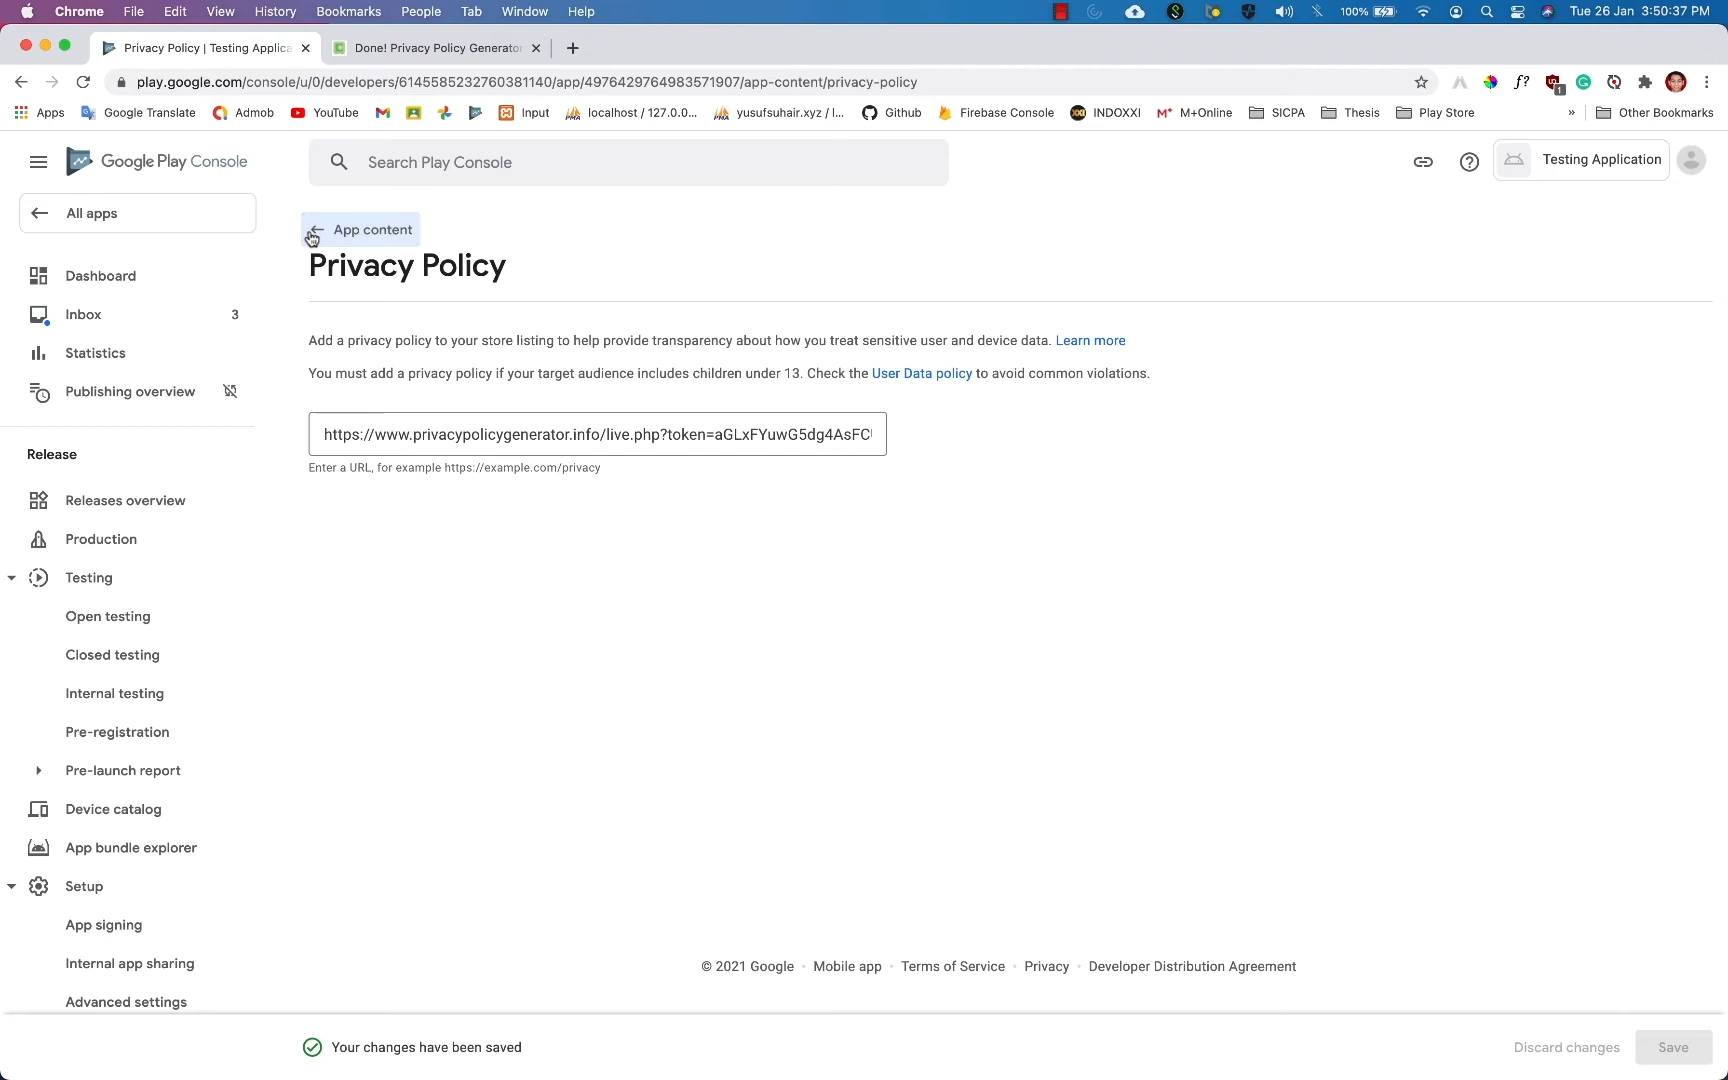 Chrome File Edit View History Bookmarks People Tab Window Help 100% Tue 26 Jan 3:50:37 PM
Privacy Policy | Testing Applica Done! Privacy Policy Generator
play.google.com/console/u/0/developers/6145585232760381140/app/4976429764983571907/app-content/privacy-policy
Apps Google Translate Admob YouTube Input localhost / 127.0.0... yusufsuhair.xyz / l... Github Firebase Console INDOXXI M+Online SICPA Thesis Play Store » Other Bookmarks
Google Play Console
Search Play Console
Testing Application
All apps
App content
Privacy Policy
Dashboard
Inbox 3
Statistics
Publishing overview
Add a privacy policy to your store listing to help provide transparency about how you treat sensitive user and device data. Learn more
You must add a privacy policy if your target audience includes children under 13. Check the User Data policy to avoid common violations.
https://www.privacypolicygenerator.info/live.php?token=aGLxFYuwG5dg4AsFC
Enter a URL, for example https://example.com/privacy
Release
Releases overview
Production
Testing
Open testing
Closed testing
Internal testing
Pre-registration
Pre-launch report
Device catalog
App bundle explorer
Setup
App signing
Internal app sharing
Advanced settings
© 2021 Google · Mobile app · Terms of Service · Privacy · Developer Distribution Agreement
Your changes have been saved
Discard changes
Save